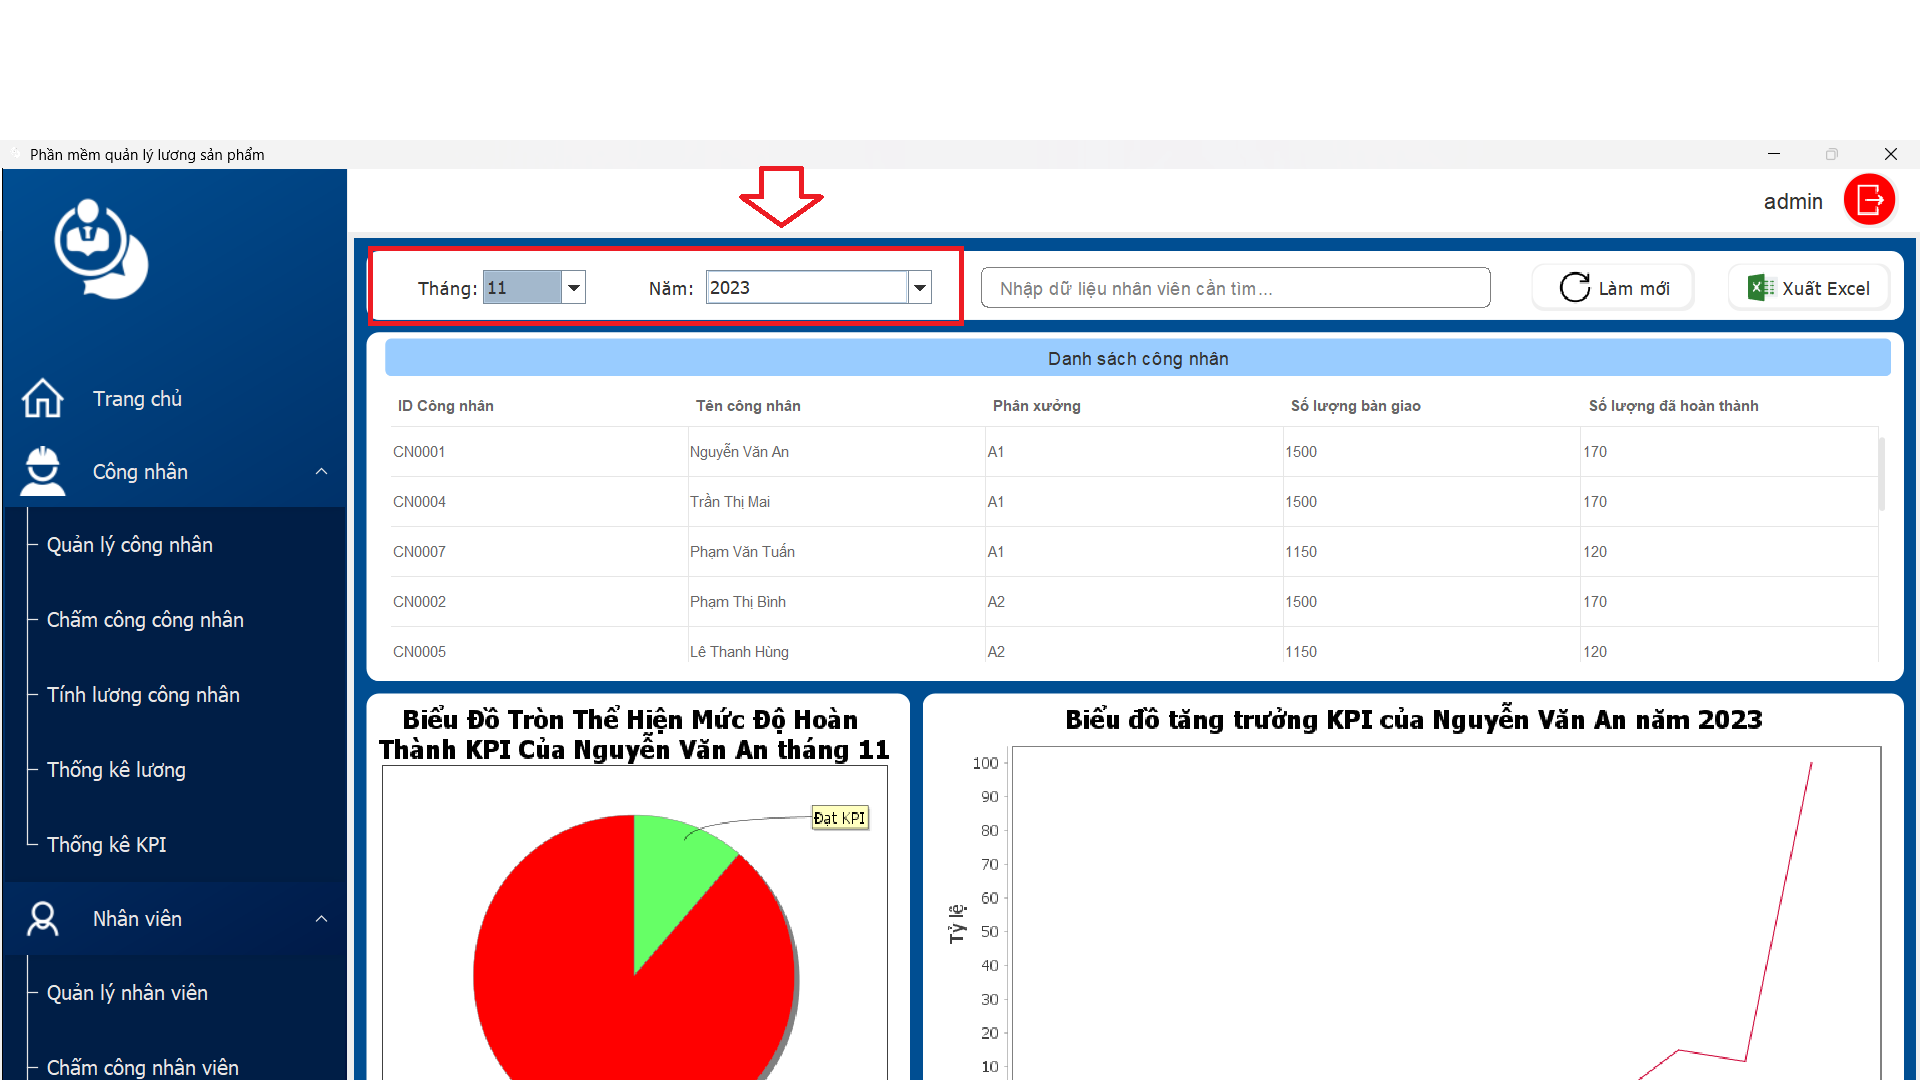 Phần mềm quản lý lương sản phẩm
admin
Tháng: 11 Năm: 2023 Nhập dữ liệu nhân viên cần tìm... Làm mới Xuất Excel
Danh sách công nhân
ID Công nhân Tên công nhân Phân xưởng Số lượng bàn giao Số lượng đã hoàn thành
CN0001 Nguyễn Văn An A1 1500 170
CN0004 Trần Thị Mai A1 1500 170
CN0007 Phạm Văn Tuấn A1 1150 120
CN0002 Phạm Thị Bình A2 1500 170
CN0005 Lê Thanh Hùng A2 1150 120
Trang chủ
Công nhân
Quản lý công nhân
Chấm công công nhân
Tính lương công nhân
Thống kê lương
Thống kê KPI
Nhân viên
Quản lý nhân viên
Chấm công nhân viên
Biểu Đồ Tròn Thể Hiện Mức Độ Hoàn
Thành KPI Của Nguyễn Văn An tháng 11
Đạt KPI
Biểu đồ tăng trưởng KPI của Nguyễn Văn An năm 2023
Tỷ lệ
100
90
80
70
60
50
40
30
20
10